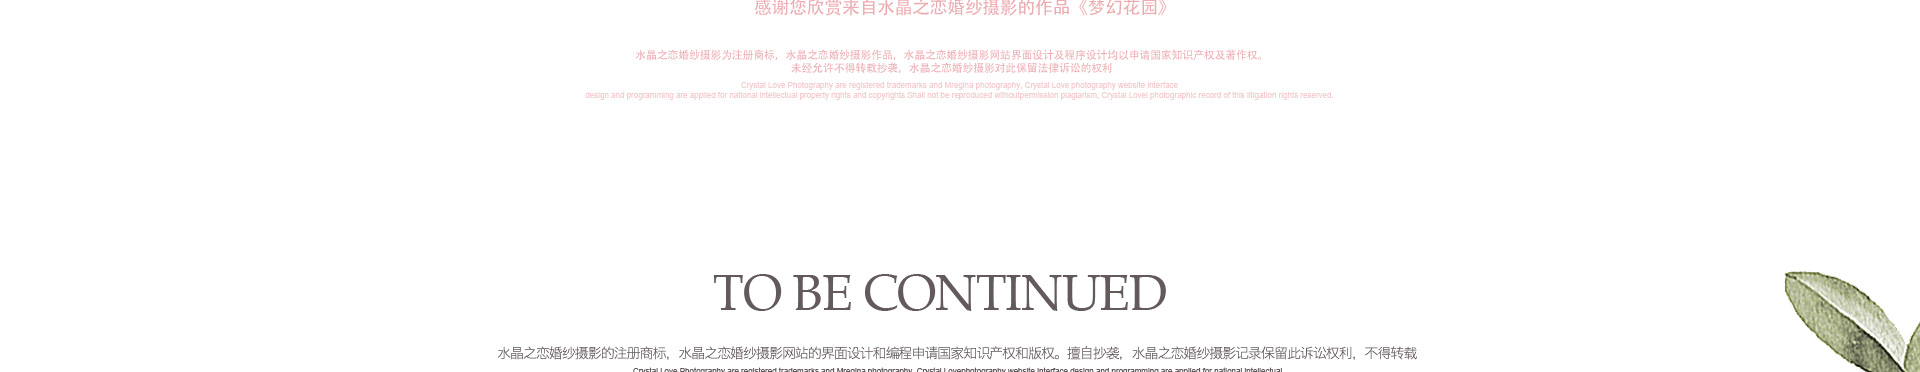 感谢您欣赏来自水晶之恋婚纱摄影的作品《梦幻花园》
水晶之恋婚纱摄影为注册商标，水晶之恋婚纱摄影作品，水晶之恋婚纱摄影网站界面设计及程序设计均以申请国家知识产权及著作权。
未经允许不得转载抄袭，水晶之恋婚纱摄影对此保留法律诉讼的权利
Crystal Love Photography are registered trademarks and Mregina photography, Crystal Love photography website interface
design and programming are applied for national intellectual property rights and copyrights.Shall not be reproduced withoutpermission plagiarism, Crystal Lovei photographic record of this litigation rights reserved.
TO BE CONTINUED
水晶之恋婚纱摄影的注册商标，水晶之恋婚纱摄影网站的界面设计和编程申请国家知识产权和版权。擅自抄袭，水晶之恋婚纱摄影记录保留此诉讼权利，不得转载
Crystal Love Photography are registered trademarks and Mregina photography, Crystal Lovephotography website interface design and programming are applied for national intellectual